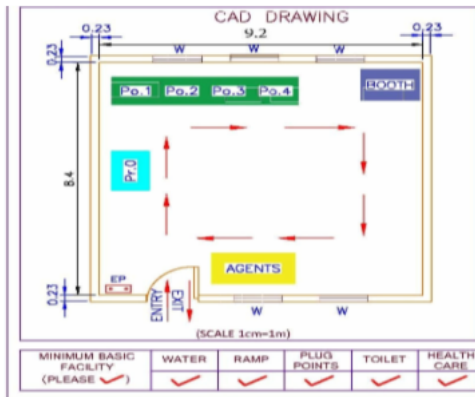 CAD DRAWING
0.23 9.2 0.23
W W W
0.23
Po.1 Po.2 Po.3 Po.4 BOOTH
Pr.O
8.4
AGENTS
EP
0.23
ENTRY EXIT
W W
(SCALE 1cm=1m)
MINIMUM BASIC FACILITY (PLEASE ✓) WATER RAMP PLUG POINTS TOILET HEALTH CARE
✓ ✓ ✓ ✓ ✓